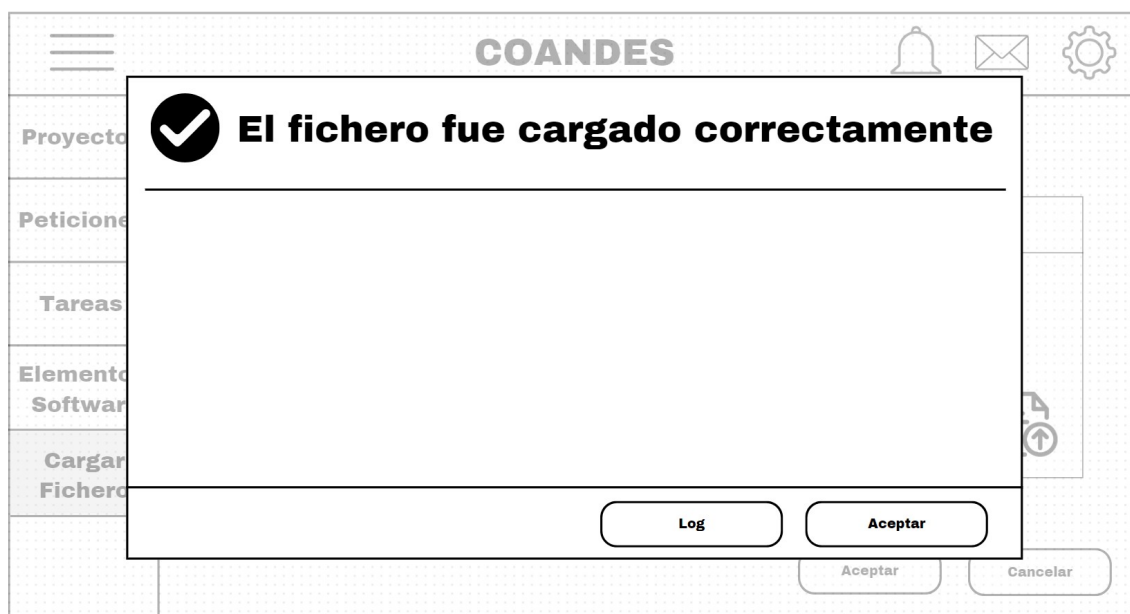 COANDES
El fichero fue cargado correctamente
Proyecto
Peticione
Tareas
Elemento
Softwar
Cargar
Fichero
Log
Aceptar
Aceptar
Cancelar